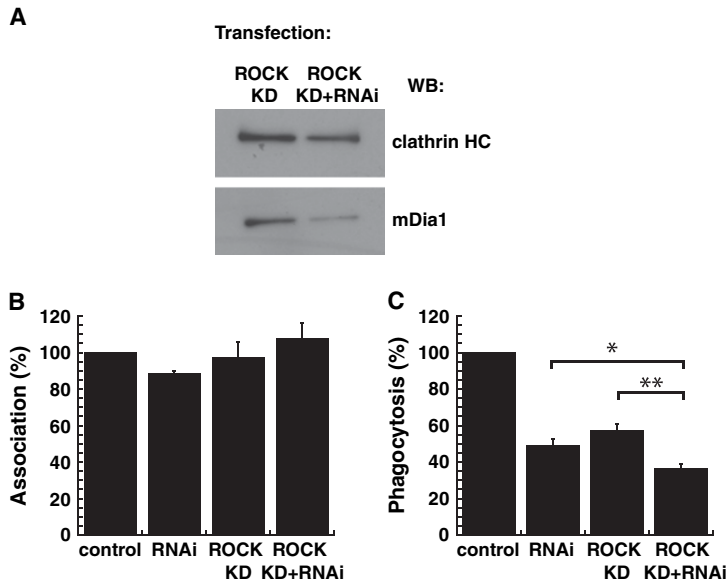 A
Transfection:
ROCK ROCK
KD KD+RNAi
WB:
clathrin HC
mDia1
B
Association (%)
120
100
80
60
40
20
0
control RNAi ROCK ROCK
KD KD+RNAi
C
Phagocytosis (%)
120
100
80
60
40
20
0
*
**
control RNAi ROCK ROCK
KD KD+RNAi